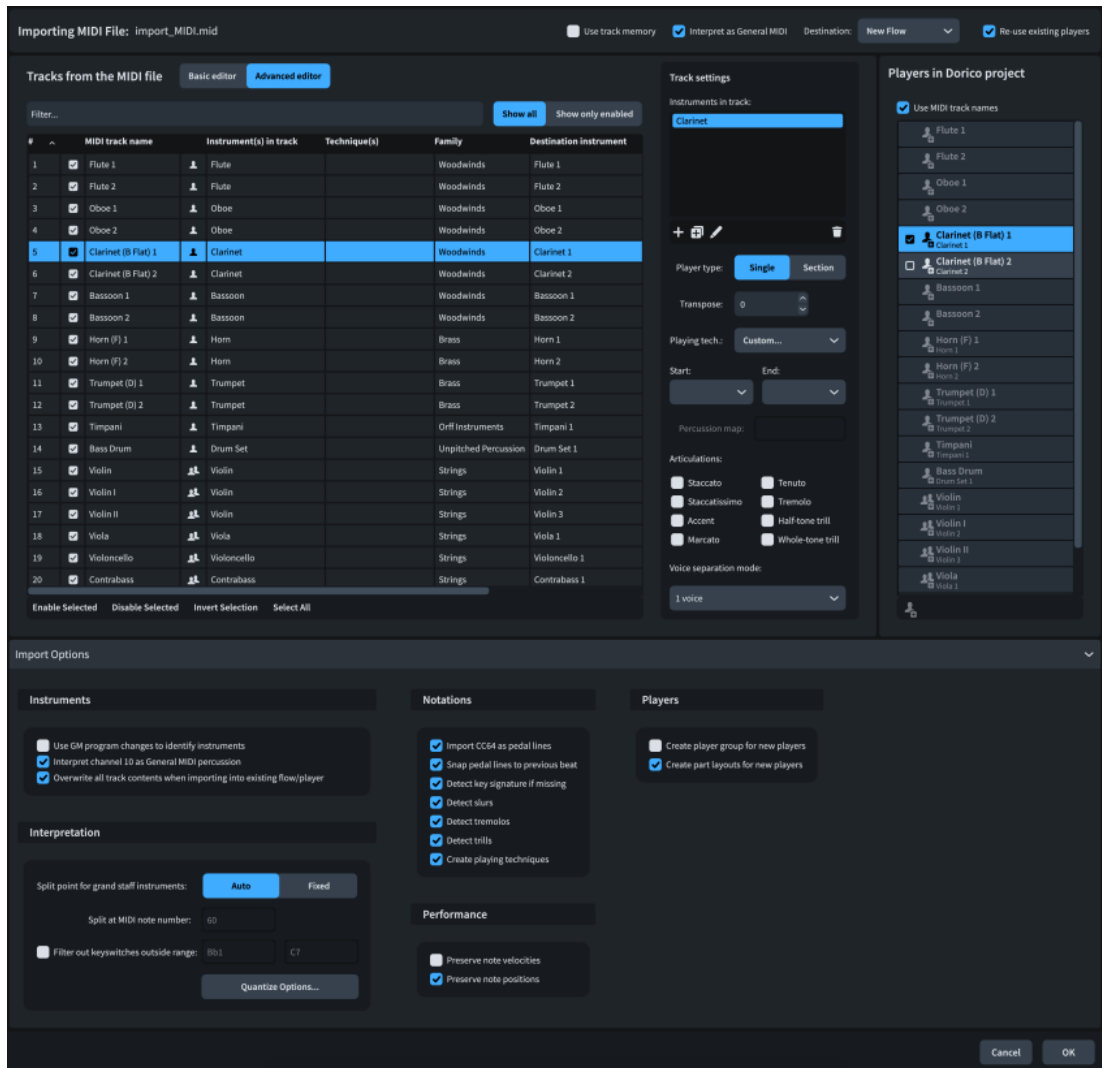 Importing MIDI File: import_MIDI.mid
Use track memory
Interpret as General MIDI
Destination: New Flow
Re-use existing players
Tracks from the MIDI file
Basic editor
Advanced editor
Filter...
Show all
Show only enabled
# MIDI track name Instrument(s) in track Technique(s) Family Destination instrument
1 Flute 1 Flute Woodwinds Flute 1
2 Flute 2 Flute Woodwinds Flute 2
3 Oboe 1 Oboe Woodwinds Oboe 1
4 Oboe 2 Oboe Woodwinds Oboe 2
5 Clarinet (B Flat) 1 Clarinet Woodwinds Clarinet 1
6 Clarinet (B Flat) 2 Clarinet Woodwinds Clarinet 2
7 Bassoon 1 Bassoon Woodwinds Bassoon 1
8 Bassoon 2 Bassoon Woodwinds Bassoon 2
9 Horn (F) 1 Horn Brass Horn 1
10 Horn (F) 2 Horn Brass Horn 2
11 Trumpet (D) 1 Trumpet Brass Trumpet 1
12 Trumpet (D) 2 Trumpet Brass Trumpet 2
13 Timpani Timpani Orff Instruments Timpani 1
14 Bass Drum Drum Set Unpitched Percussion Drum Set 1
15 Violin Violin Strings Violin 1
16 Violin I Violin Strings Violin 2
17 Violin II Violin Strings Violin 3
18 Viola Viola Strings Viola 1
19 Violoncello Violoncello Strings Violoncello 1
20 Contrabass Contrabass Strings Contrabass 1
Enable Selected Disable Selected Invert Selection Select All
Track settings
Instruments in track:
Clarinet
Player type: Single Section
Transpose: 0
Playing tech.: Custom...
Start: End:
Percussion map:
Articulations:
Staccato Tenuto
Staccatissimo Tremolo
Accent Half-tone trill
Marcato Whole-tone trill
Voice separation mode:
1 voice
Players in Dorico project
Use MIDI track names
Flute 1
Flute 2
Oboe 1
Oboe 2
Clarinet (B Flat) 1
Clarinet 1
Clarinet (B Flat) 2
Clarinet 2
Bassoon 1
Bassoon 2
Horn (F) 1
Horn 1
Horn (F) 2
Horn 2
Trumpet (D) 1
Trumpet 1
Trumpet (D) 2
Trumpet 2
Timpani
Timpani 1
Bass Drum
Drum Set 1
Violin
Violin 1
Violin I
Violin 2
Violin II
Violin 3
Viola
Viola 1
Import Options
Instruments
Use GM program changes to identify instruments
Interpret channel 10 as General MIDI percussion
Overwrite all track contents when importing into existing flow/player
Interpretation
Split point for grand staff instruments: Auto Fixed
Split at MIDI note number: 60
Filter out keyswitches outside range: Bb1 C7
Quantize Options...
Notations
Import CC64 as pedal lines
Snap pedal lines to previous beat
Detect key signature if missing
Detect slurs
Detect tremolos
Detect trills
Create playing techniques
Performance
Preserve note velocities
Preserve note positions
Players
Create player group for new players
Create part layouts for new players
Cancel
OK